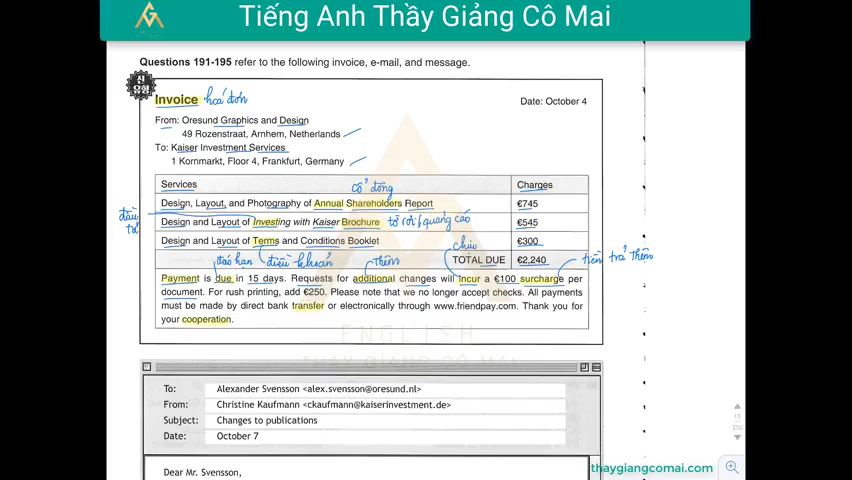 Tiếng Anh Thầy Giảng Cô Mai
Questions 191-195 refer to the following invoice, e-mail, and message.
Invoice hoá đơn
Date: October 4
From: Oresund Graphics and Design
49 Rozenstraat, Arnhem, Netherlands
To: Kaiser Investment Services
1 Kornmarkt, Floor 4, Frankfurt, Germany
Services Charges
cổ đông
Design, Layout, and Photography of Annual Shareholders Report €745
đầu tư
Design and Layout of Investing with Kaiser Brochure tờ rơi/quảng cáo €545
Design and Layout of Terms and Conditions Booklet €300
đáo hạn điều khoản thêm chịu TOTAL DUE €2,240 tiền trả thêm
Payment is due in 15 days. Requests for additional changes will incur a €100 surcharge per
document. For rush printing, add €250. Please note that we no longer accept checks. All payments
must be made by direct bank transfer or electronically through www.friendpay.com. Thank you for
your cooperation.
ENGLISH
THẦY GIẢNG CÔ MAI
To: Alexander Svensson <alex.svensson@oresund.nl>
From: Christine Kaufmann <ckaufmann@kaiserinvestment.de>
Subject: Changes to publications
Date: October 7
Dear Mr. Svensson,
thaygiangcomai.com